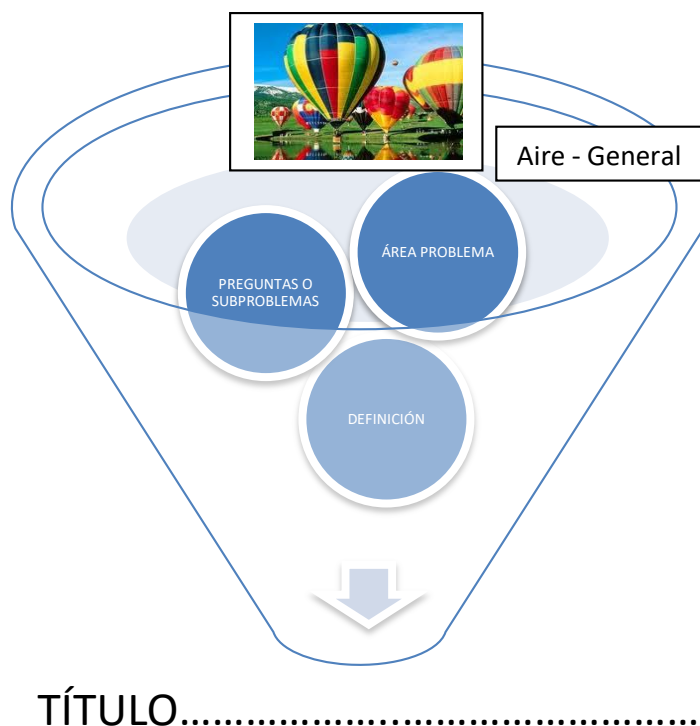 Aire - General
ÁREA PROBLEMA
PREGUNTAS O
SUBPROBLEMAS
DEFINICIÓN
TÍTULO……………………………………………